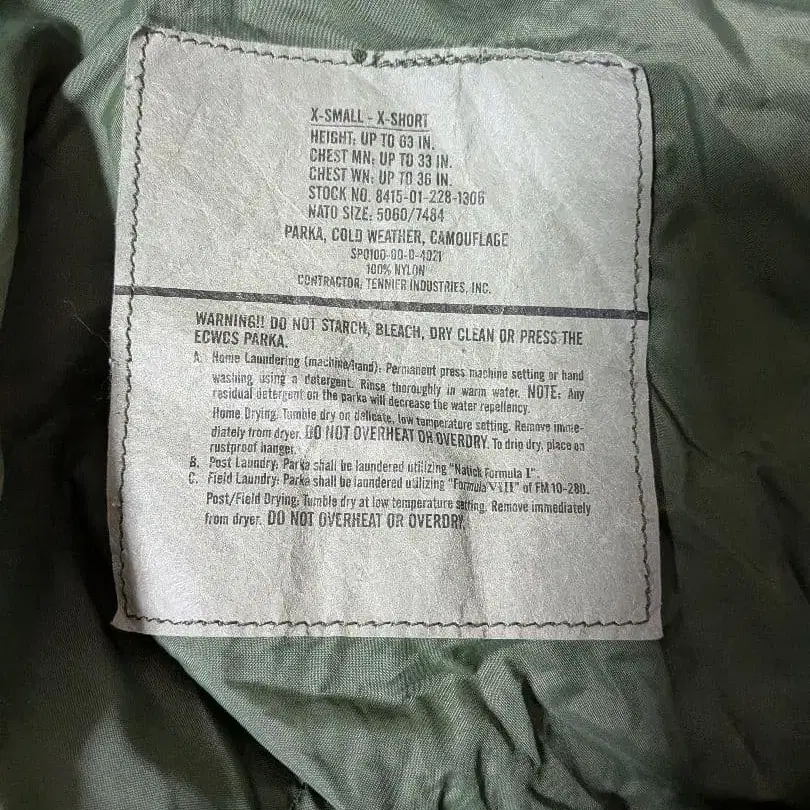 X-SMALL - X-SHORT
HEIGHT: UP TO 63 IN.
CHEST MN: UP TO 33 IN.
CHEST WN: UP TO 36 IN.
STOCK NO. 8415-01-228-1306
NATO SIZE: 5060/7484
PARKA, COLD WEATHER, CAMOUFLAGE
SPO100-00-D-4021
100% NYLON
CONTRACTOR, TENNIER INDUSTRIES, INC.
WARNING!! DO NOT STARCH, BLEACH, DRY CLEAN OR PRESS THE
ECWCS PARKA.
A. Home Laundering (machine/hand): Permanent press machine setting or hand
washing using a detergent. Rinse thoroughly in warm water. NOTE: Any
residual detergent on the parka will decrease the water repellency.
Home Drying: Tumble dry on delicate, low temperature setting. Remove imme-
diately from dryer. DO NOT OVERHEAT OR OVERDRY. To drip dry, place on
rustproof hanger.
B. Post Laundry: Parka shall be laundered utilizing "Natick Formula I".
C. Field Laundry: Parka shall be laundered utilizing "Formula VIII" of FM 10-280.
Post/Field Drying: Tumble dry at low temperature setting. Remove immediately
from dryer. DO NOT OVERHEAT OR OVERDRY.